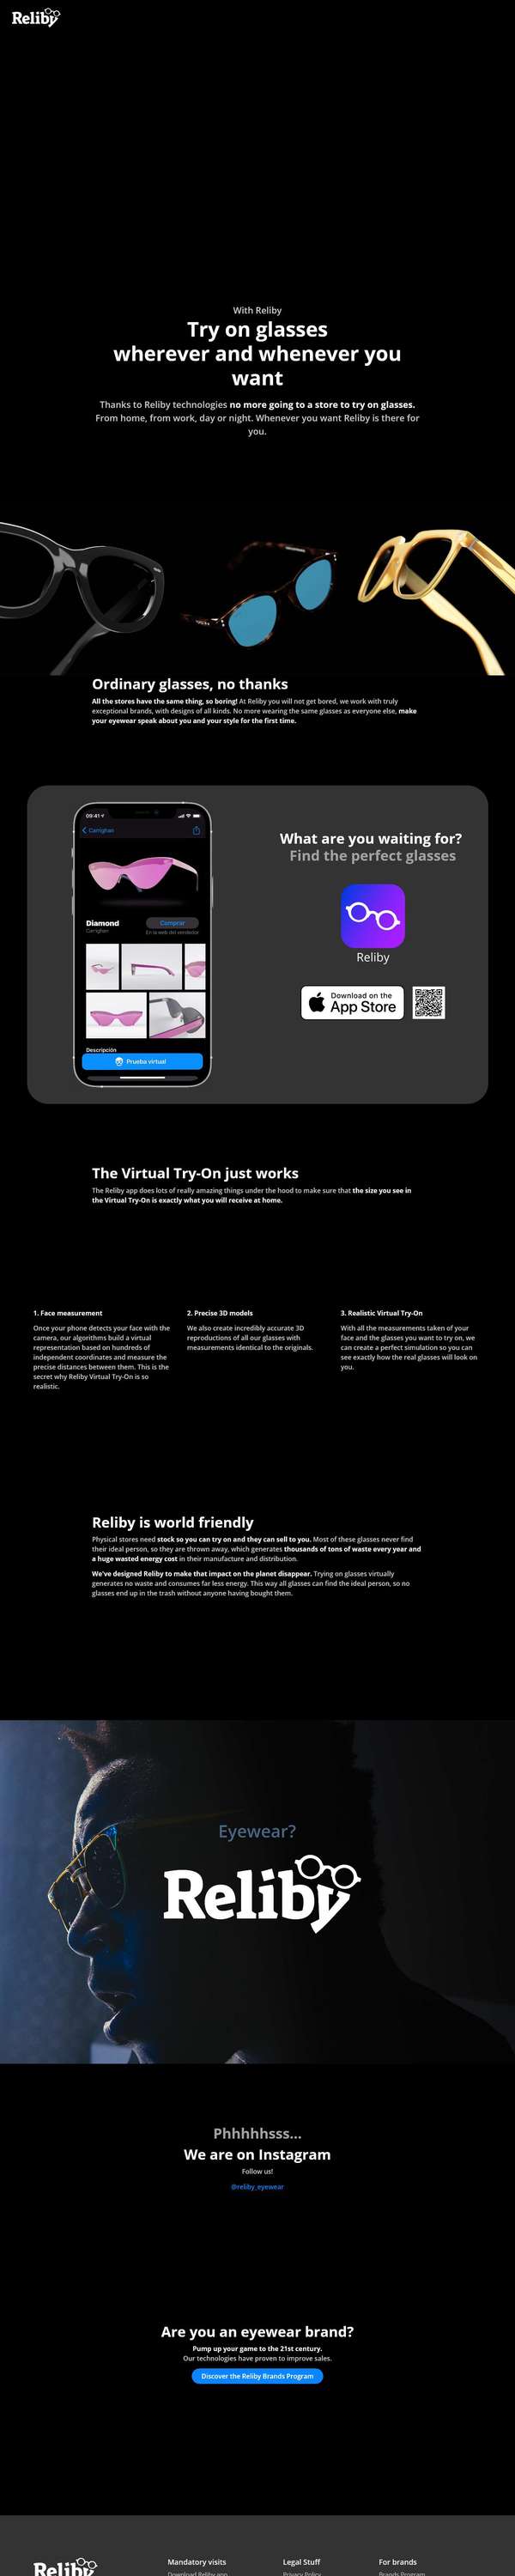 Reliby
With Reliby
Try on glasses
wherever and whenever you
want
Thanks to Reliby technologies no more going to a store to try on glasses.
From home, from work, day or night. Whenever you want Reliby is there for
you.
Ordinary glasses, no thanks
All the stores have the same thing, so boring! At Reliby you will not get bored, we work with truly
exceptional brands, with designs of all kinds. No more wearing the same glasses as everyone else, make
your eyewear speak about you and your style for the first time.
09:41
Carrighan
Diamond
Carrighan
Comprar
En la web del vendedor
Descripción
Prueba virtual
What are you waiting for?
Find the perfect glasses
Reliby
Download on the
App Store
The Virtual Try-On just works
The Reliby app does lots of really amazing things under the hood to make sure that the size you see in
the Virtual Try-On is exactly what you will receive at home.
1. Face measurement
Once your phone detects your face with the
camera, our algorithms build a virtual
representation based on hundreds of
independent coordinates and measure the
precise distances between them. This is the
secret why Reliby Virtual Try-On is so
realistic.
2. Precise 3D models
We also create incredibly accurate 3D
reproductions of all our glasses with
measurements identical to the originals.
3. Realistic Virtual Try-On
With all the measurements taken of your
face and the glasses you want to try on, we
can create a perfect simulation so you can
see exactly how the real glasses will look on
you.
Reliby is world friendly
Physical stores need stock so you can try on and they can sell to you. Most of these glasses never find
their ideal person, so they are thrown away, which generates thousands of tons of waste every year and
a huge wasted energy cost in their manufacture and distribution.
We've designed Reliby to make that impact on the planet disappear. Trying on glasses virtually
generates no waste and consumes far less energy. This way all glasses can find the ideal person, so no
glasses end up in the trash without anyone having bought them.
Eyewear?
Reliby
Phhhhhsss...
We are on Instagram
Follow us!
@reliby_eyewear
Are you an eyewear brand?
Pump up your game to the 21st century.
Our technologies have proven to improve sales.
Discover the Reliby Brands Program
Reliby
Mandatory visits
Download Reliby app
Legal Stuff
Privacy Policy
For brands
Brands Program